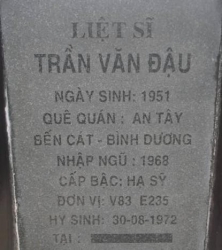 LIỆT SĨ
TRẦN VĂN ĐẬU
NGÀY SINH: 1951
QUÊ QUÁN : AN TÂY
BẾN CÁT - BÌNH DƯƠNG
NHẬP NGŨ : 1968
CẤP BẬC: HẠ SỸ
ĐƠN VỊ: V83 E235
HY SINH: 30-08-1972
TẠI :